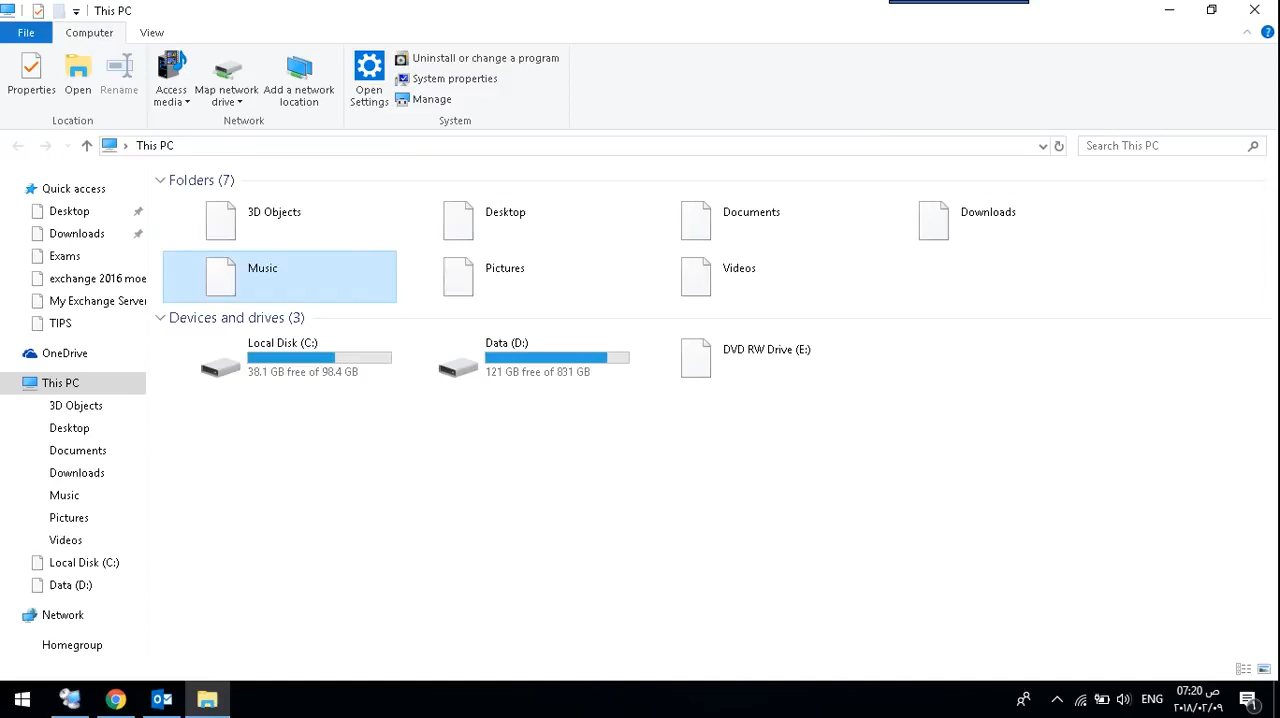 This PC
File
Computer
View
Properties
Open
Rename
Access media
Map network drive
Add a network location
Open Settings
Uninstall or change a program
System properties
Manage
Location
Network
System
This PC
Search This PC
Quick access
Desktop
Downloads
Exams
exchange 2016 moe
My Exchange Server
TIPS
OneDrive
This PC
3D Objects
Desktop
Documents
Downloads
Music
Pictures
Videos
Local Disk (C:)
Data (D:)
Network
Homegroup
Folders (7)
3D Objects
Desktop
Documents
Downloads
Music
Pictures
Videos
Devices and drives (3)
Local Disk (C:)
38.1 GB free of 98.4 GB
Data (D:)
121 GB free of 831 GB
DVD RW Drive (E:)
ENG
07:20 ص
٢٠١٨/٠٢/٠٩
1